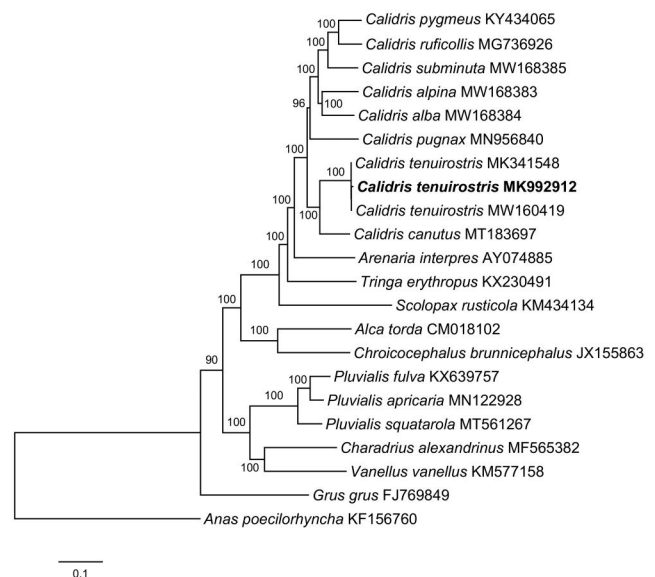 Calidris pygmeus KY434065
100
Calidris ruficollis MG736926
100
Calidris subminuta MW168385
100
Calidris alpina MW168383
96
100
Calidris alba MW168384
Calidris pugnax MN956840
100
Calidris tenuirostris MK341548
100
Calidris tenuirostris MK992912
100
Calidris tenuirostris MW160419
100
Calidris canutus MT183697
100
Arenaria interpres AY074885
100
Tringa erythropus KX230491
100
Scolopax rusticola KM434134
Alca torda CM018102
100
Chroicocephalus brunnicephalus JX155863
90
Pluvialis fulva KX639757
100
100
Pluvialis apricaria MN122928
Pluvialis squatarola MT561267
100
Charadrius alexandrinus MF565382
100
Vanellus vanellus KM577158
Grus grus FJ769849
Anas poecilorhyncha KF156760
0.1